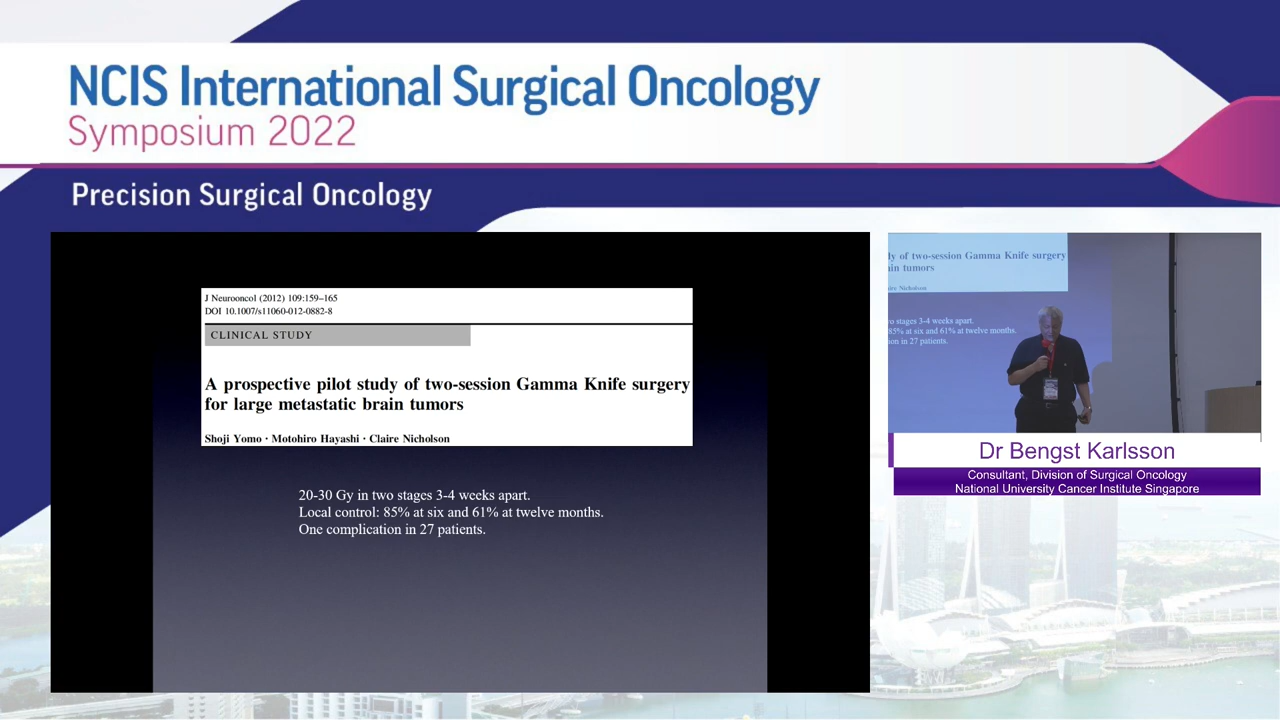 NCIS International Surgical Oncology
Symposium 2022
Precision Surgical Oncology
J Neurooncol (2012) 109:159–165
DOI 10.1007/s11060-012-0882-8
CLINICAL STUDY
A prospective pilot study of two-session Gamma Knife surgery
for large metastatic brain tumors
Shoji Yomo · Motohiro Hayashi · Claire Nicholson
20-30 Gy in two stages 3-4 weeks apart.
Local control: 85% at six and 61% at twelve months.
One complication in 27 patients.
of two-session Gamma Knife surgery
tumors
Nicholson
stages 3-4 weeks apart.
85% at six and 61% at twelve months.
in 27 patients.
Dr Bengst Karlsson
Consultant, Division of Surgical Oncology
National University Cancer Institute Singapore